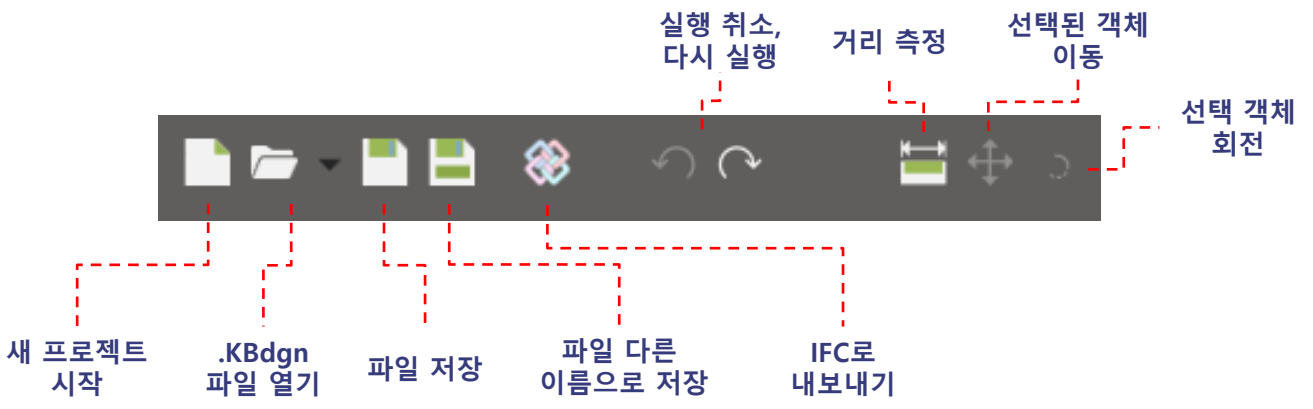 실행 취소,
다시 실행
거리 측정
선택된 객체
이동
선택 객체
회전
새 프로젝트
시작
.KBdgn
파일 열기
파일 저장
파일 다른
이름으로 저장
IFC로
내보내기